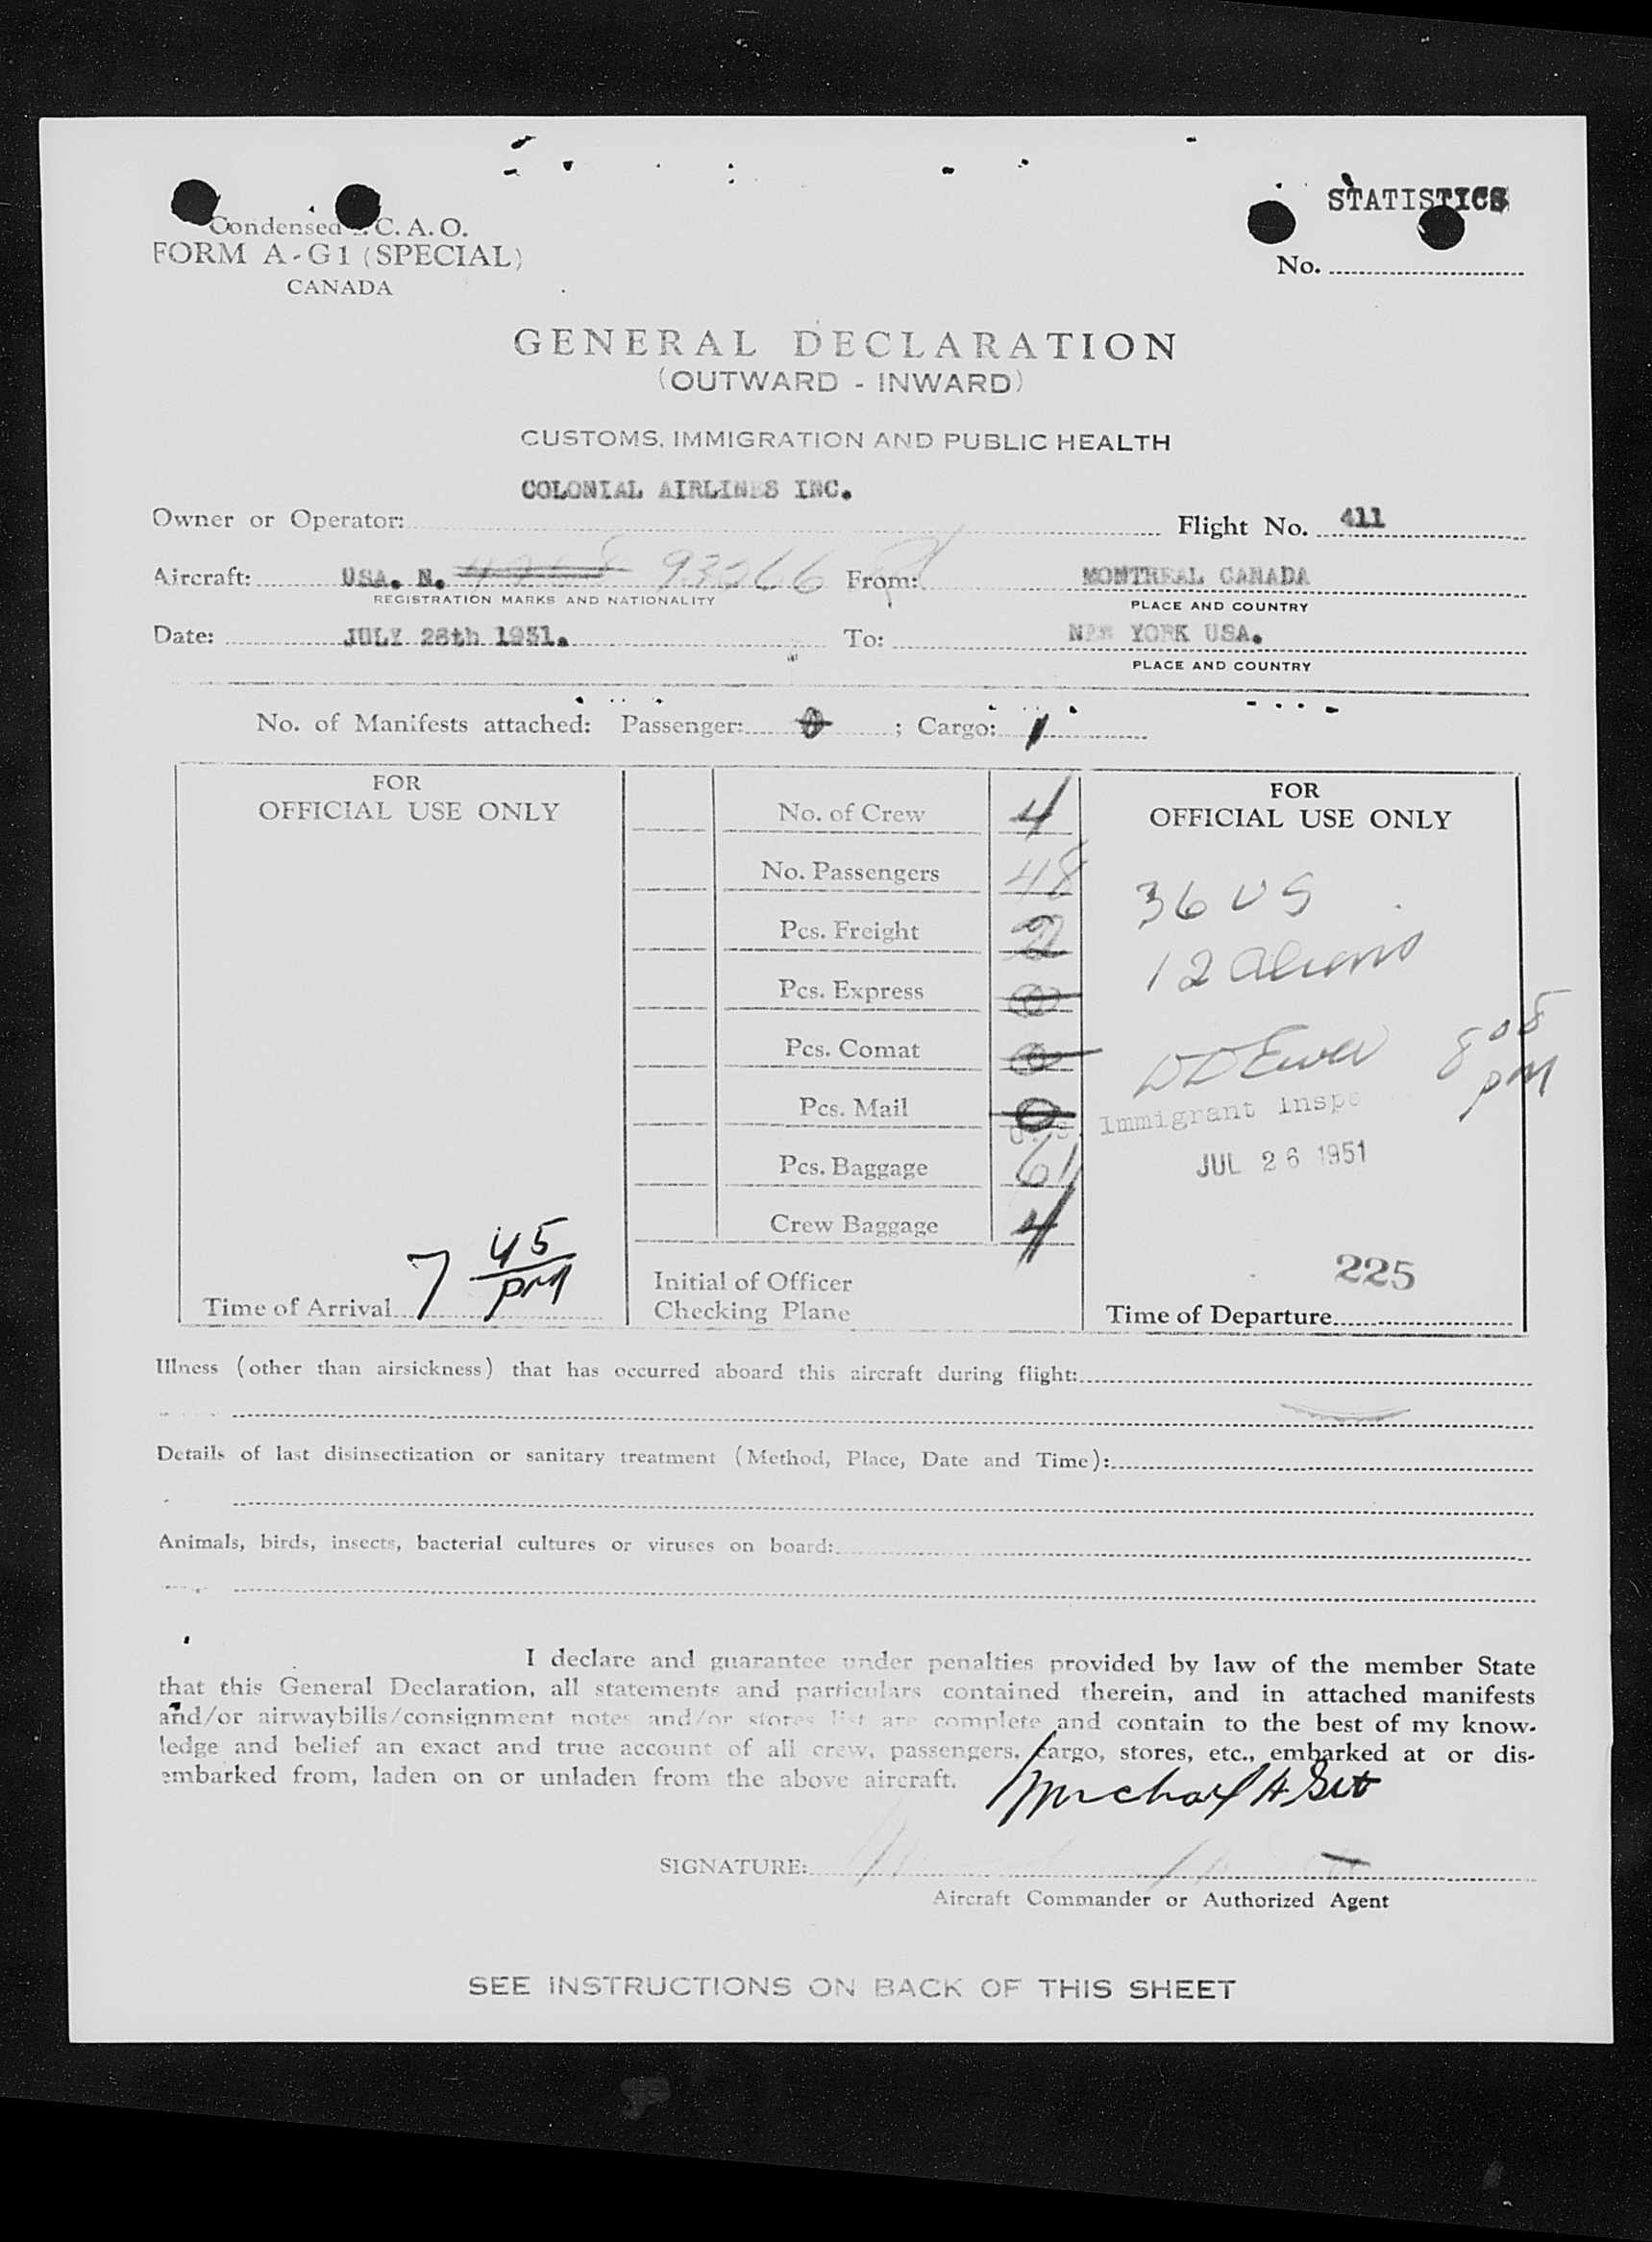 STATISTICS
Condensed I. C. A. O.
FORM A-G1 (SPECIAL)
CANADA
No.
GENERAL DECLARATION
(OUTWARD - INWARD)
CUSTOMS, IMMIGRATION AND PUBLIC HEALTH
COLONIAL AIRLINES INC.
Owner or Operator: Flight No. 411
Aircraft: USA. N. 93066 From: MONTREAL CANADA
REGISTRATION MARKS AND NATIONALITY PLACE AND COUNTRY
Date: JULY 26th 1951. To: NEW YORK USA.
PLACE AND COUNTRY
No. of Manifests attached: Passenger: 0 ; Cargo: 1
FOR
OFFICIAL USE ONLY
Time of Arrival 7 45 PM
No. of Crew 4
No. Passengers 48
Pcs. Freight 2
Pcs. Express 0
Pcs. Comat 0
Pcs. Mail 0
Pcs. Baggage 61
Crew Baggage 4
Initial of Officer
Checking Plane
FOR
OFFICIAL USE ONLY
36 US
12 aliens
8 05 PM
U.S. Immigrant Inspe
JUL 26 1951
225
Time of Departure
Illness (other than airsickness) that has occurred aboard this aircraft during flight:
Details of last disinsectization or sanitary treatment (Method, Place, Date and Time):
Animals, birds, insects, bacterial cultures or viruses on board:
I declare and guarantee under penalties provided by law of the member State
that this General Declaration, all statements and particulars contained therein, and in attached manifests
and/or airwaybills/consignment notes and/or stores list are complete and contain to the best of my know-
ledge and belief an exact and true account of all crew, passengers, cargo, stores, etc., embarked at or dis-
embarked from, laden on or unladen from the above aircraft.
Michael A
SIGNATURE:
Aircraft Commander or Authorized Agent
SEE INSTRUCTIONS ON BACK OF THIS SHEET